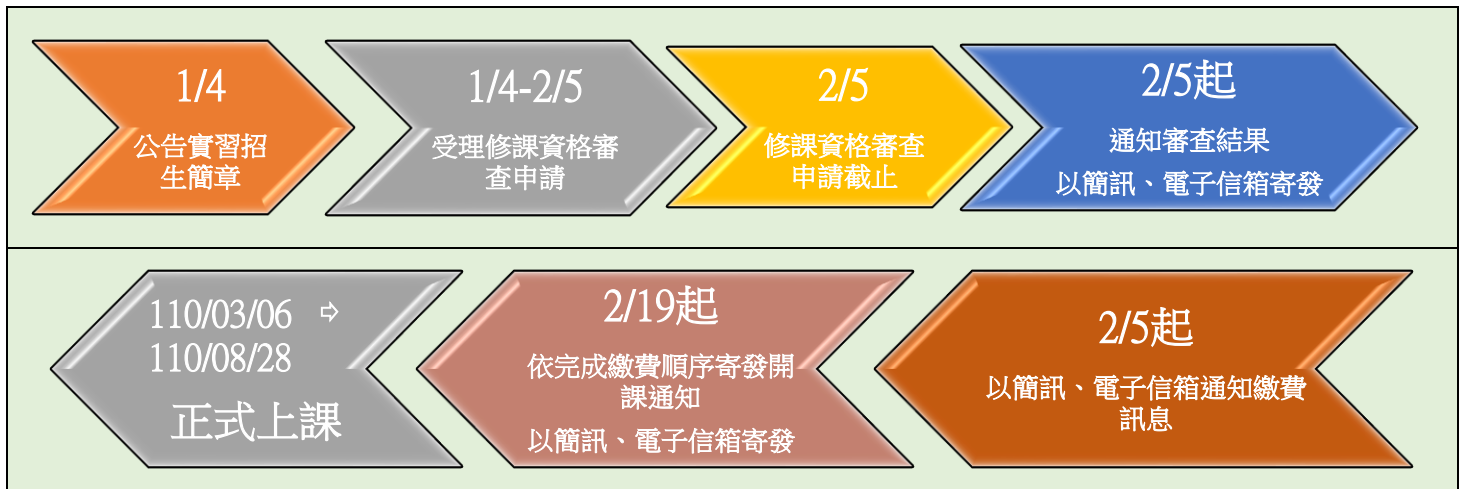 1/4
公告實習招
生簡章
1/4-2/5
受理修課資格審
查申請
2/5
修課資格審查
申請截止
2/5起
通知審查結果
以簡訊、電子信箱寄發
2/5起
以簡訊、電子信箱通知繳費
訊息
2/19起
依完成繳費順序寄發開
課通知
以簡訊、電子信箱寄發
110/03/06 ⇨
110/08/28
正式上課